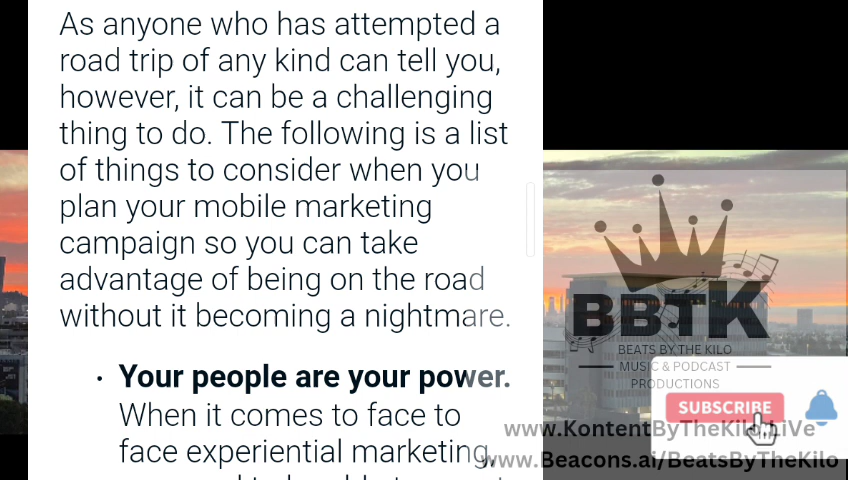 As anyone who has attempted a
road trip of any kind can tell you,
however, it can be a challenging
thing to do. The following is a list
of things to consider when you
plan your mobile marketing
campaign so you can take
advantage of being on the road
without it becoming a nightmare.
· Your people are your power.
When it comes to face to
face experiential marketing,
BBTK
BEATS BY THE KILO
MUSIC & PODCAST
PRODUCTIONS
SUBSCRIBE
www.KontentByTheKilo.LiVe
www.Beacons.ai/BeatsByTheKilo